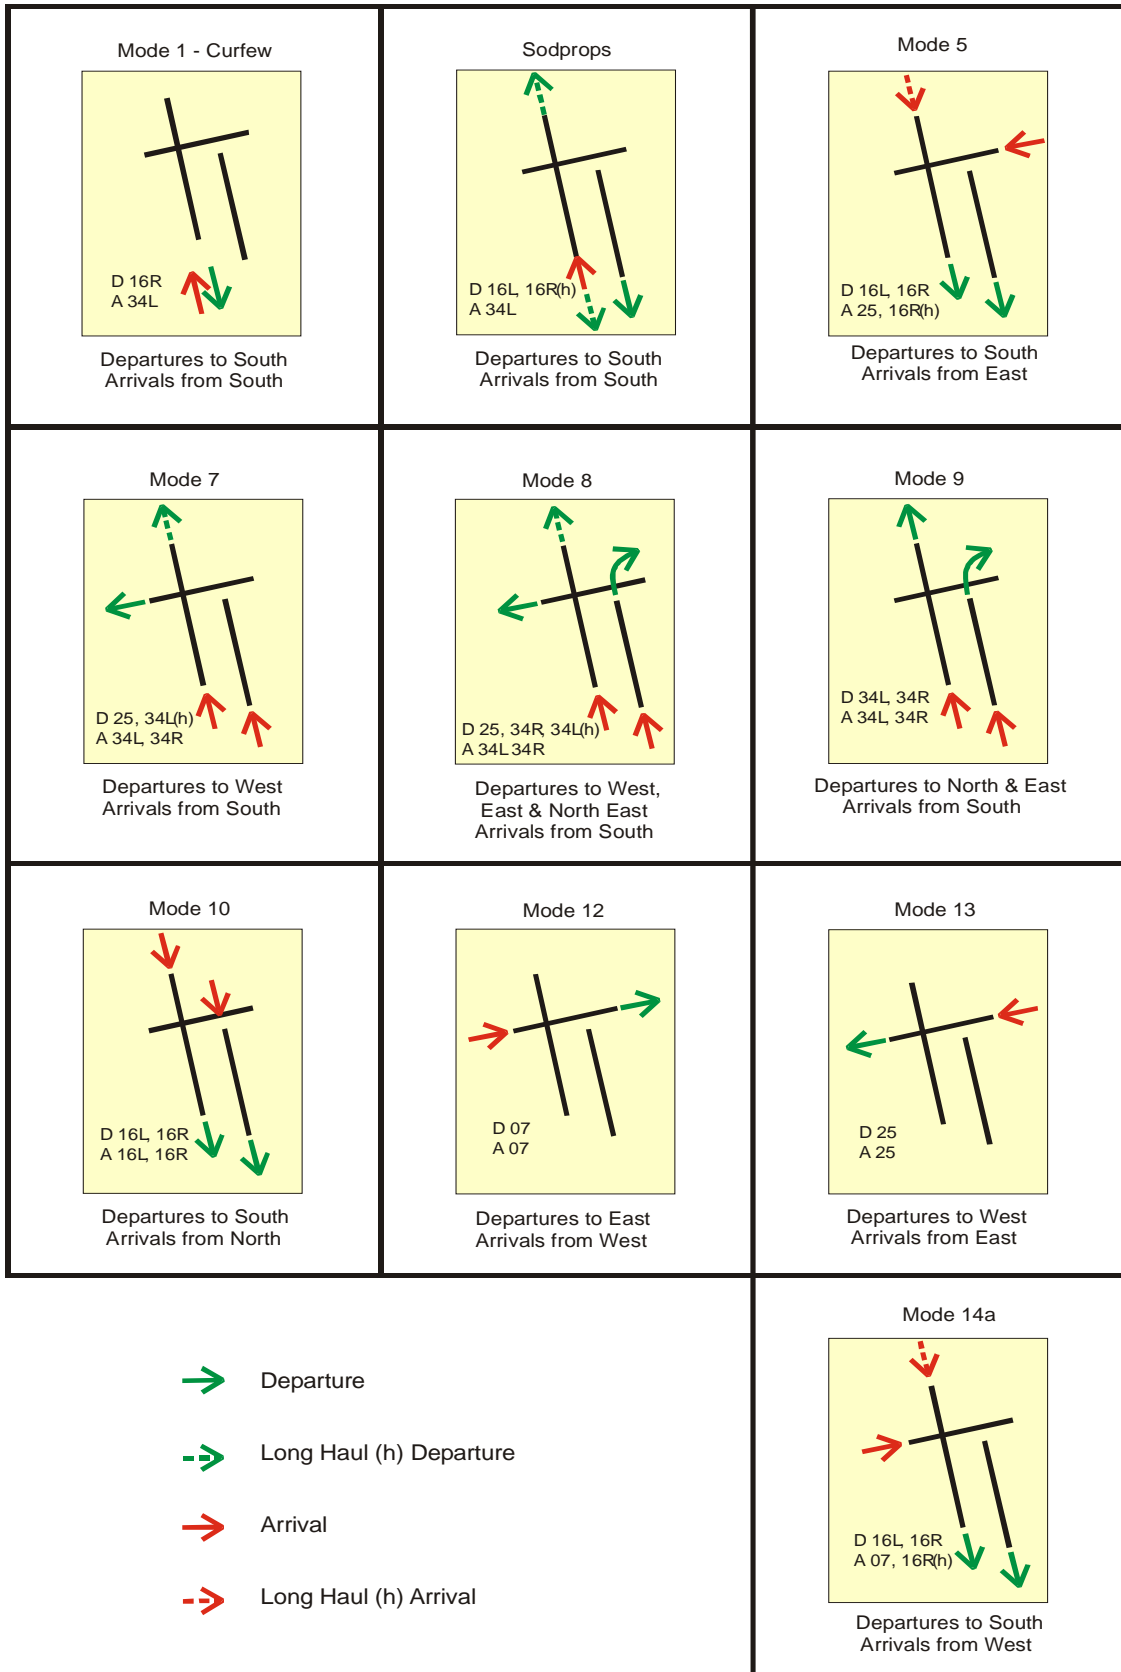 Mode 1 - Curfew
D 16R
A 34L
Departures to South
Arrivals from South
Sodprops
D 16L, 16R(h)
A 34L
Departures to South
Arrivals from South
Mode 5
D 16L, 16R
A 25, 16R(h)
Departures to South
Arrivals from East
Mode 7
D 25, 34L(h)
A 34L, 34R
Departures to West
Arrivals from South
Mode 8
D 25, 34R, 34L(h)
A 34L 34R
Departures to West,
East & North East
Arrivals from South
Mode 9
D 34L, 34R
A 34L, 34R
Departures to North & East
Arrivals from South
Mode 10
D 16L, 16R
A 16L, 16R
Departures to South
Arrivals from North
Mode 12
D 07
A 07
Departures to East
Arrivals from West
Mode 13
D 25
A 25
Departures to West
Arrivals from East
Departure
Long Haul (h) Departure
Arrival
Long Haul (h) Arrival
Mode 14a
D 16L, 16R
A 07, 16R(h)
Departures to South
Arrivals from West